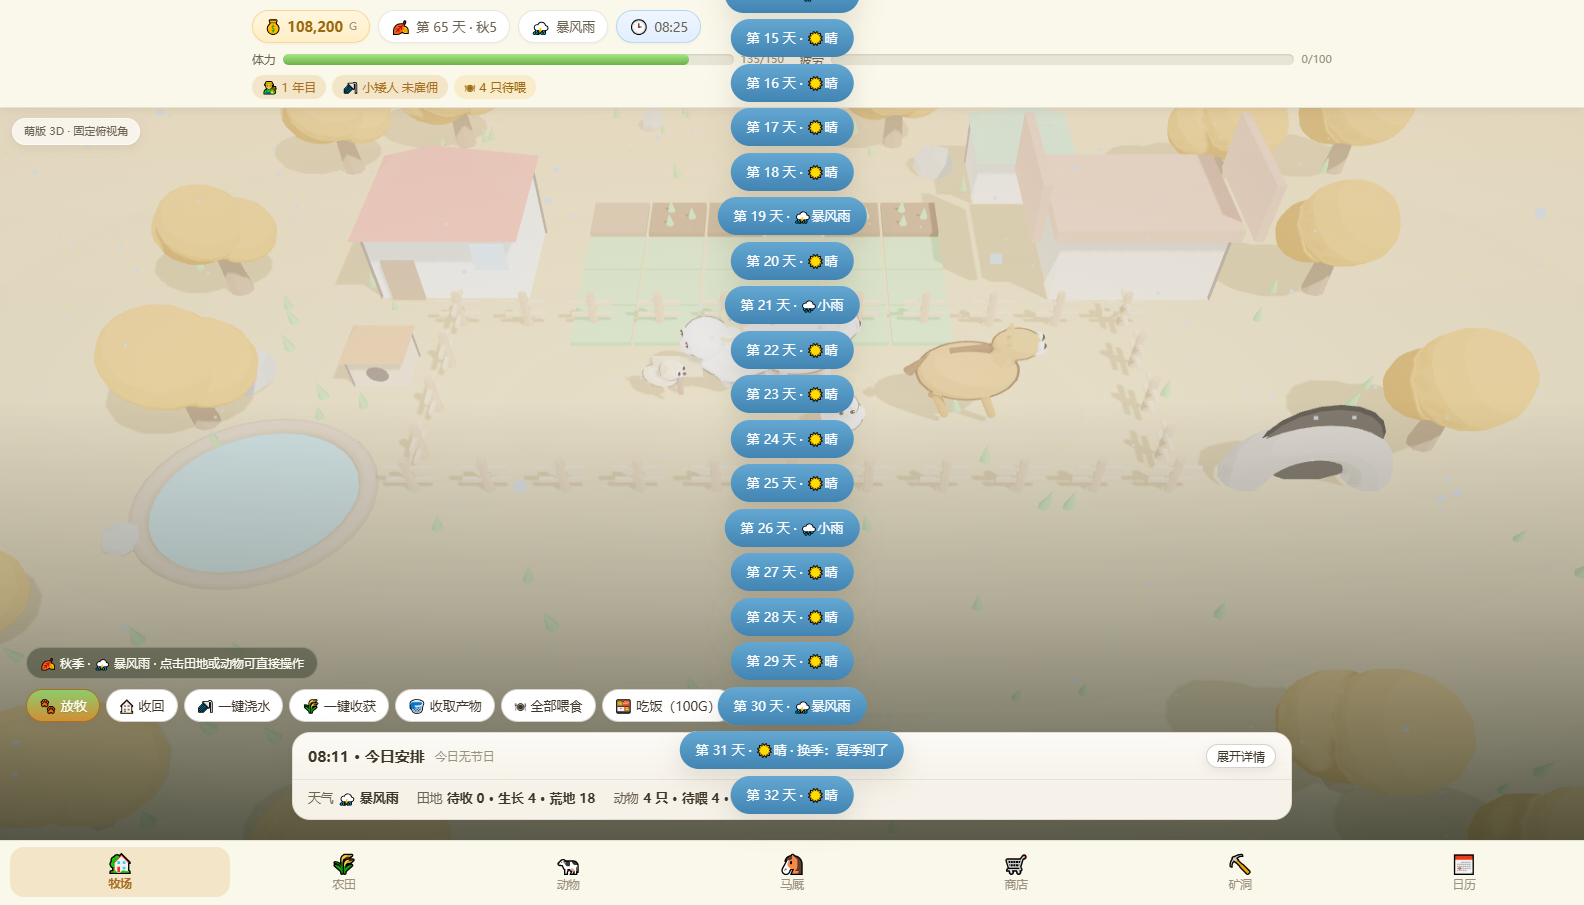 108,200 G
第 65 天 · 秋5
暴风雨
08:25
体力
135/150
疲劳
0/100
1 年目
小矮人 未雇佣
4 只待喂
萌版 3D · 固定俯视角
第 15 天 · 晴
第 16 天 · 晴
第 17 天 · 晴
第 18 天 · 晴
第 19 天 · 暴风雨
第 20 天 · 晴
第 21 天 · 小雨
第 22 天 · 晴
第 23 天 · 晴
第 24 天 · 晴
第 25 天 · 晴
第 26 天 · 小雨
第 27 天 · 晴
第 28 天 · 晴
第 29 天 · 晴
第 30 天 · 暴风雨
第 31 天 · 晴 · 换季：夏季到了
第 32 天 · 晴
秋季 · 暴风雨 · 点击田地或动物可直接操作
放牧
收回
一键浇水
一键收获
收取产物
全部喂食
吃饭（100G）
08:11 • 今日安排 今日无节日
展开详情
天气 暴风雨 田地 待收 0 • 生长 4 • 荒地 18 动物 4 只 • 待喂 4 •
牧场
农田
动物
马厩
商店
矿洞
日历